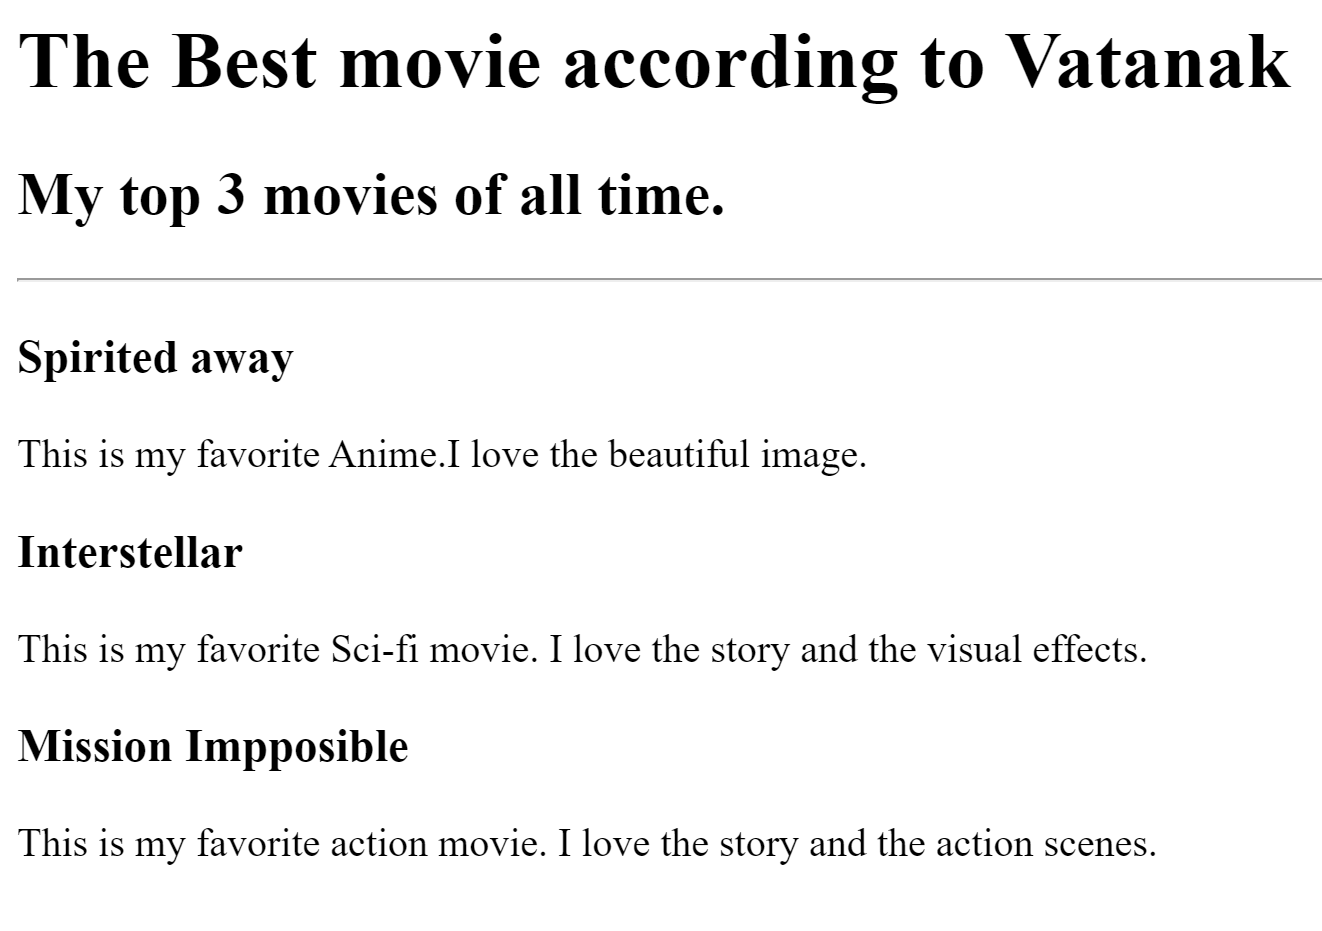 The Best movie according to Vatanak
My top 3 movies of all time.
Spirited away
This is my favorite Anime.I love the beautiful image.
Interstellar
This is my favorite Sci-fi movie. I love the story and the visual effects.
Mission Impposible
This is my favorite action movie. I love the story and the action scenes.